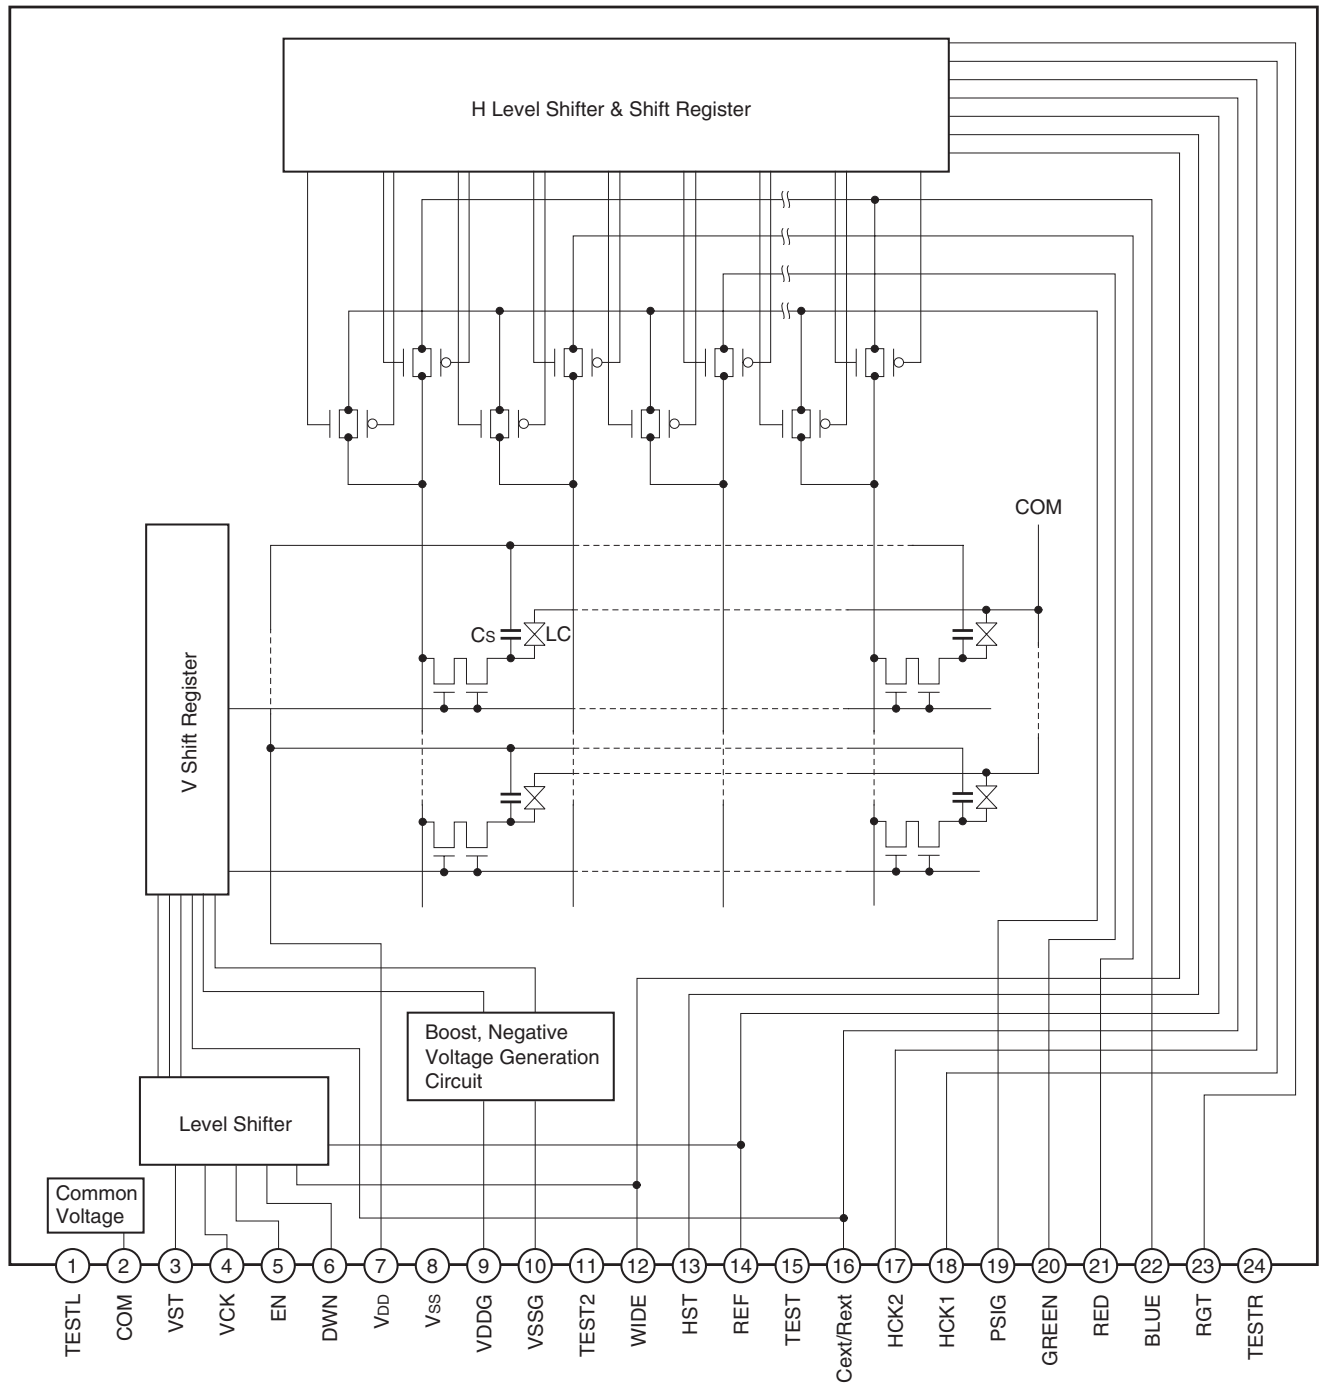 H Level Shifter & Shift Register
COM
Cs
LC
V Shift Register
Boost, Negative
Voltage Generation
Circuit
Level Shifter
Common
Voltage
1
2
3
4
5
6
7
8
9
10
11
12
13
14
15
16
17
18
19
20
21
22
23
24
TESTL
COM
VST
VCK
EN
DWN
VDD
VSS
VDDG
VSSG
TEST2
WIDE
HST
REF
TEST
Cext/Rext
HCK2
HCK1
PSIG
GREEN
RED
BLUE
RGT
TESTR